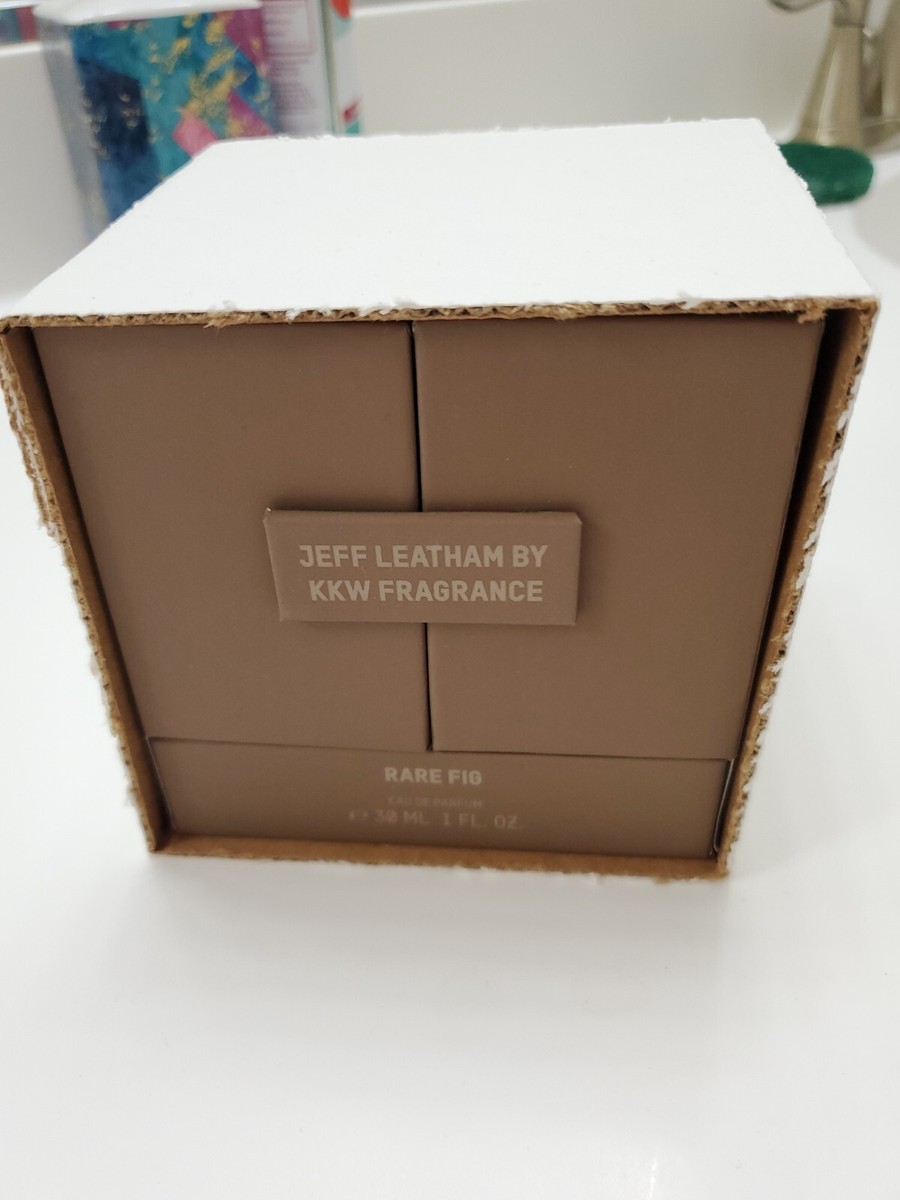 JEFF LEATHAM BY
KKW FRAGRANCE
RARE FIG
EAU DE PARFUM
e 30 ML 1 FL. OZ.